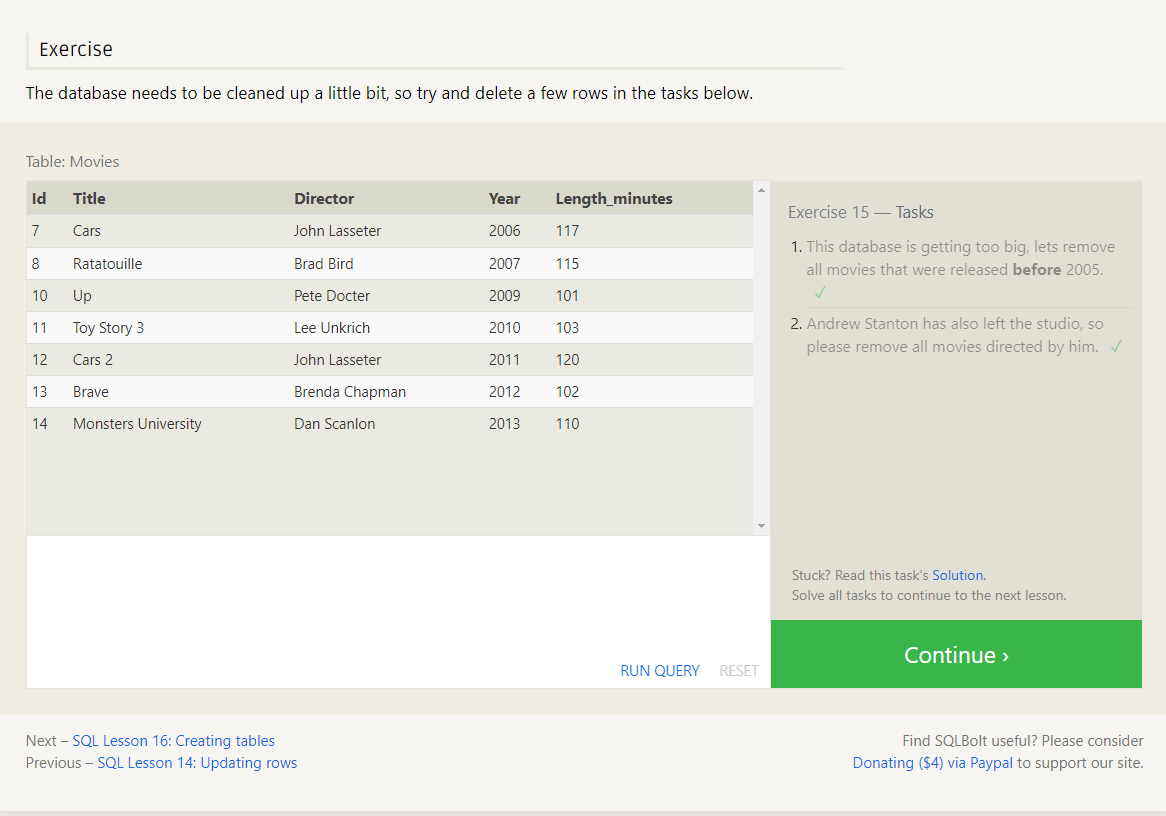 Exercise
The database needs to be cleaned up a little bit, so try and delete a few rows in the tasks below.
Table: Movies
Id Title Director Year Length_minutes
7 Cars John Lasseter 2006 117
8 Ratatouille Brad Bird 2007 115
10 Up Pete Docter 2009 101
11 Toy Story 3 Lee Unkrich 2010 103
12 Cars 2 John Lasseter 2011 120
13 Brave Brenda Chapman 2012 102
14 Monsters University Dan Scanlon 2013 110
RUN QUERY RESET
Exercise 15 — Tasks
1. This database is getting too big, lets remove
all movies that were released before 2005.
✓
2. Andrew Stanton has also left the studio, so
please remove all movies directed by him. ✓
Stuck? Read this task's Solution.
Solve all tasks to continue to the next lesson.
Continue ›
Next – SQL Lesson 16: Creating tables
Previous – SQL Lesson 14: Updating rows
Find SQLBolt useful? Please consider
Donating ($4) via Paypal to support our site.